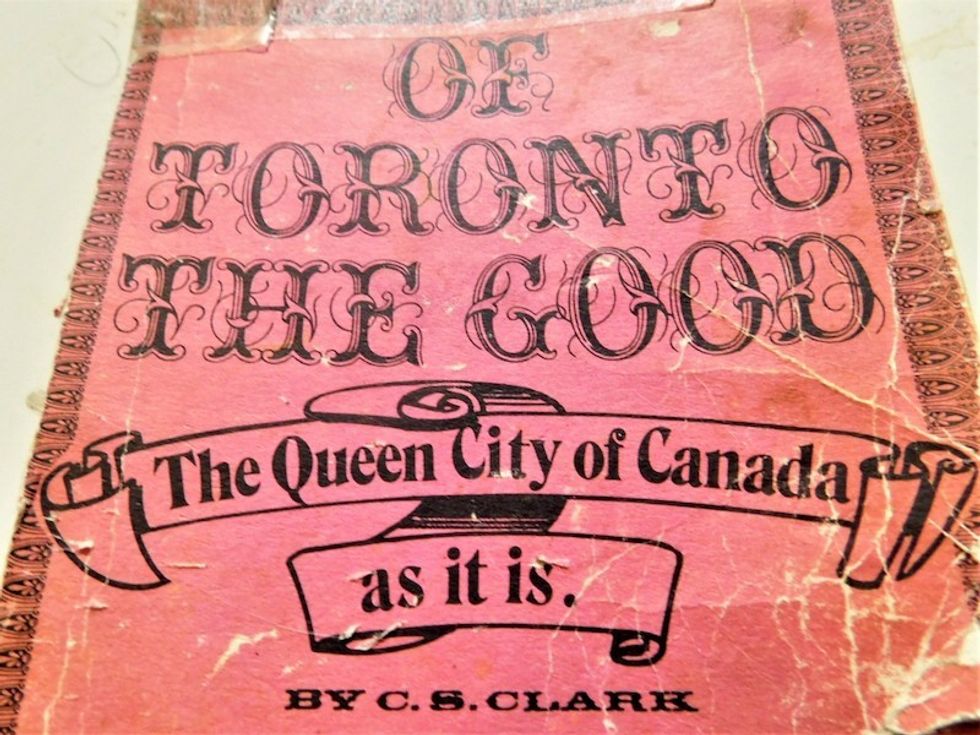 OF
TORONTO
THE GOOD
The Queen City of Canada
as it is.
BY C. S. CLARK